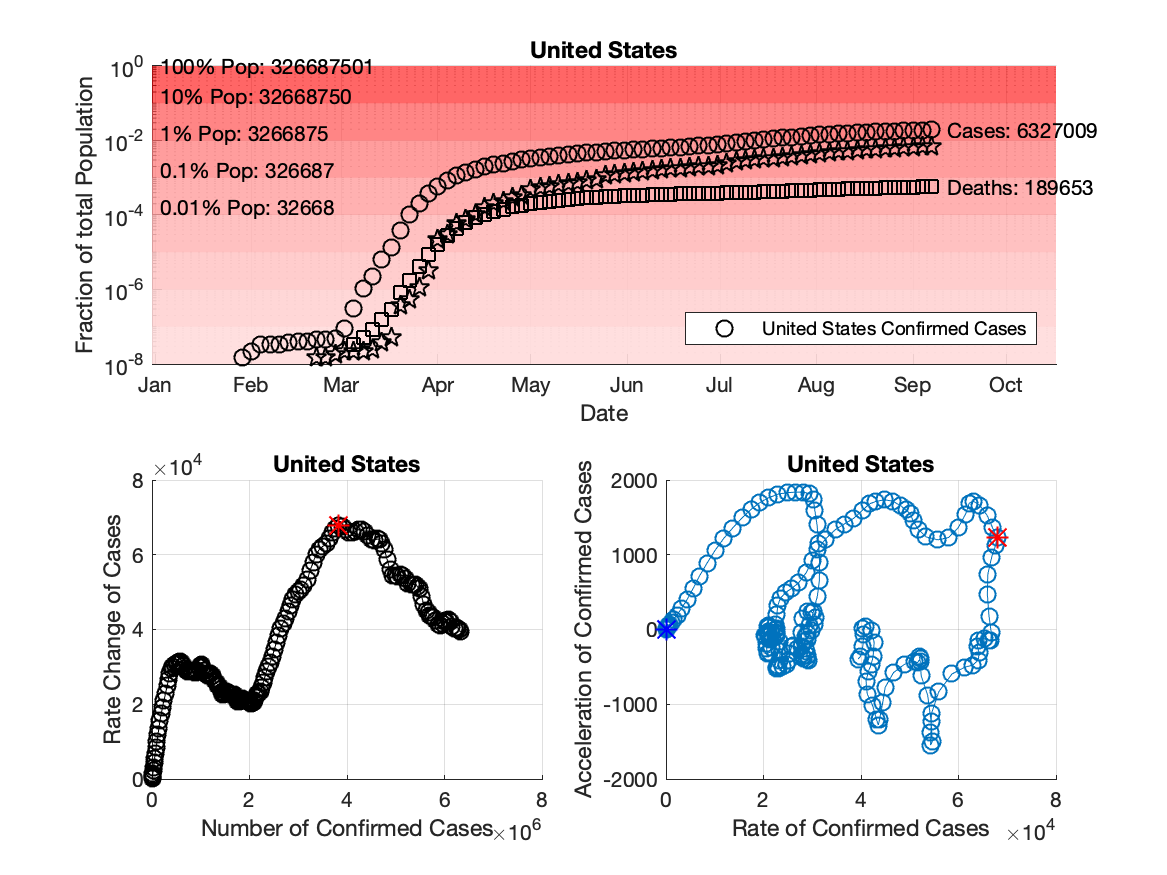 United States
Fraction of total Population
10^0
10^-2
10^-4
10^-6
10^-8
100% Pop: 326687501
10% Pop: 32668750
1% Pop: 3266875
0.1% Pop: 326687
0.01% Pop: 32668
Cases: 6327009
Deaths: 189653
United States Confirmed Cases
Jan Feb Mar Apr May Jun Jul Aug Sep Oct
Date
United States
×10^4
Rate Change of Cases
8
6
4
2
0
0 2 4 6 8
Number of Confirmed Cases
×10^6
United States
Acceleration of Confirmed Cases
2000
1000
0
-1000
-2000
0 2 4 6 8
Rate of Confirmed Cases
×10^4